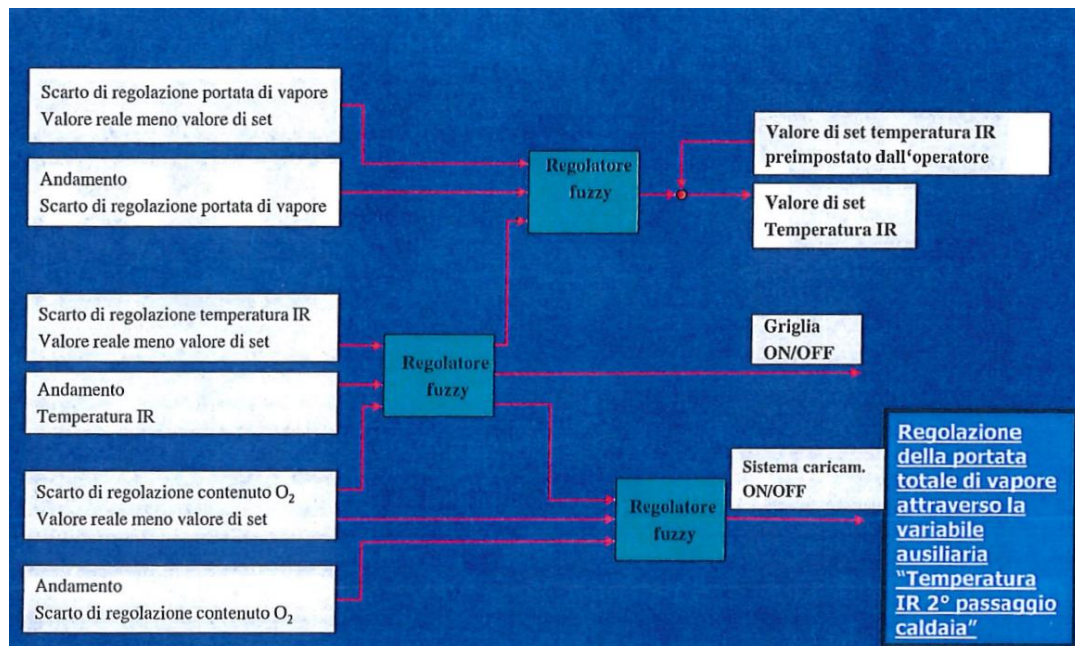 Scarto di regolazione portata di vapore
Valore reale meno valore di set
Andamento
Scarto di regolazione portata di vapore
Regolatore
fuzzy
Valore di set temperatura IR
preimpostato dall‘operatore
Valore di set
Temperatura IR
Scarto di regolazione temperatura IR
Valore reale meno valore di set
Andamento
Temperatura IR
Regolatore
fuzzy
Griglia
ON/OFF
Scarto di regolazione contenuto O₂
Valore reale meno valore di set
Andamento
Scarto di regolazione contenuto O₂
Regolatore
fuzzy
Sistema caricam.
ON/OFF
Regolazione
della portata
totale di vapore
attraverso la
variabile
ausiliaria
“Temperatura
IR 2° passaggio
caldaia”